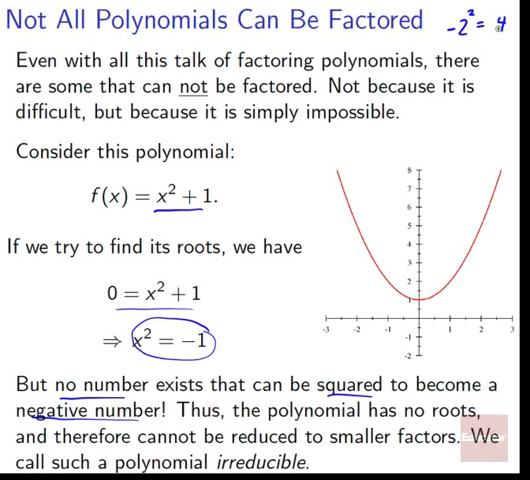 Not All Polynomials Can Be Factored -2² = 4
Even with all this talk of factoring polynomials, there
are some that can not be factored. Not because it is
difficult, but because it is simply impossible.
Consider this polynomial:
f(x) = x² + 1.
If we try to find its roots, we have
0 = x² + 1
⇒ x² = −1
8
7
6
5
4
3
2
1
-1
-2
-3 -2 -1 1 2 3
But no number exists that can be squared to become a
negative number! Thus, the polynomial has no roots,
and therefore cannot be reduced to smaller factors. We
call such a polynomial irreducible.